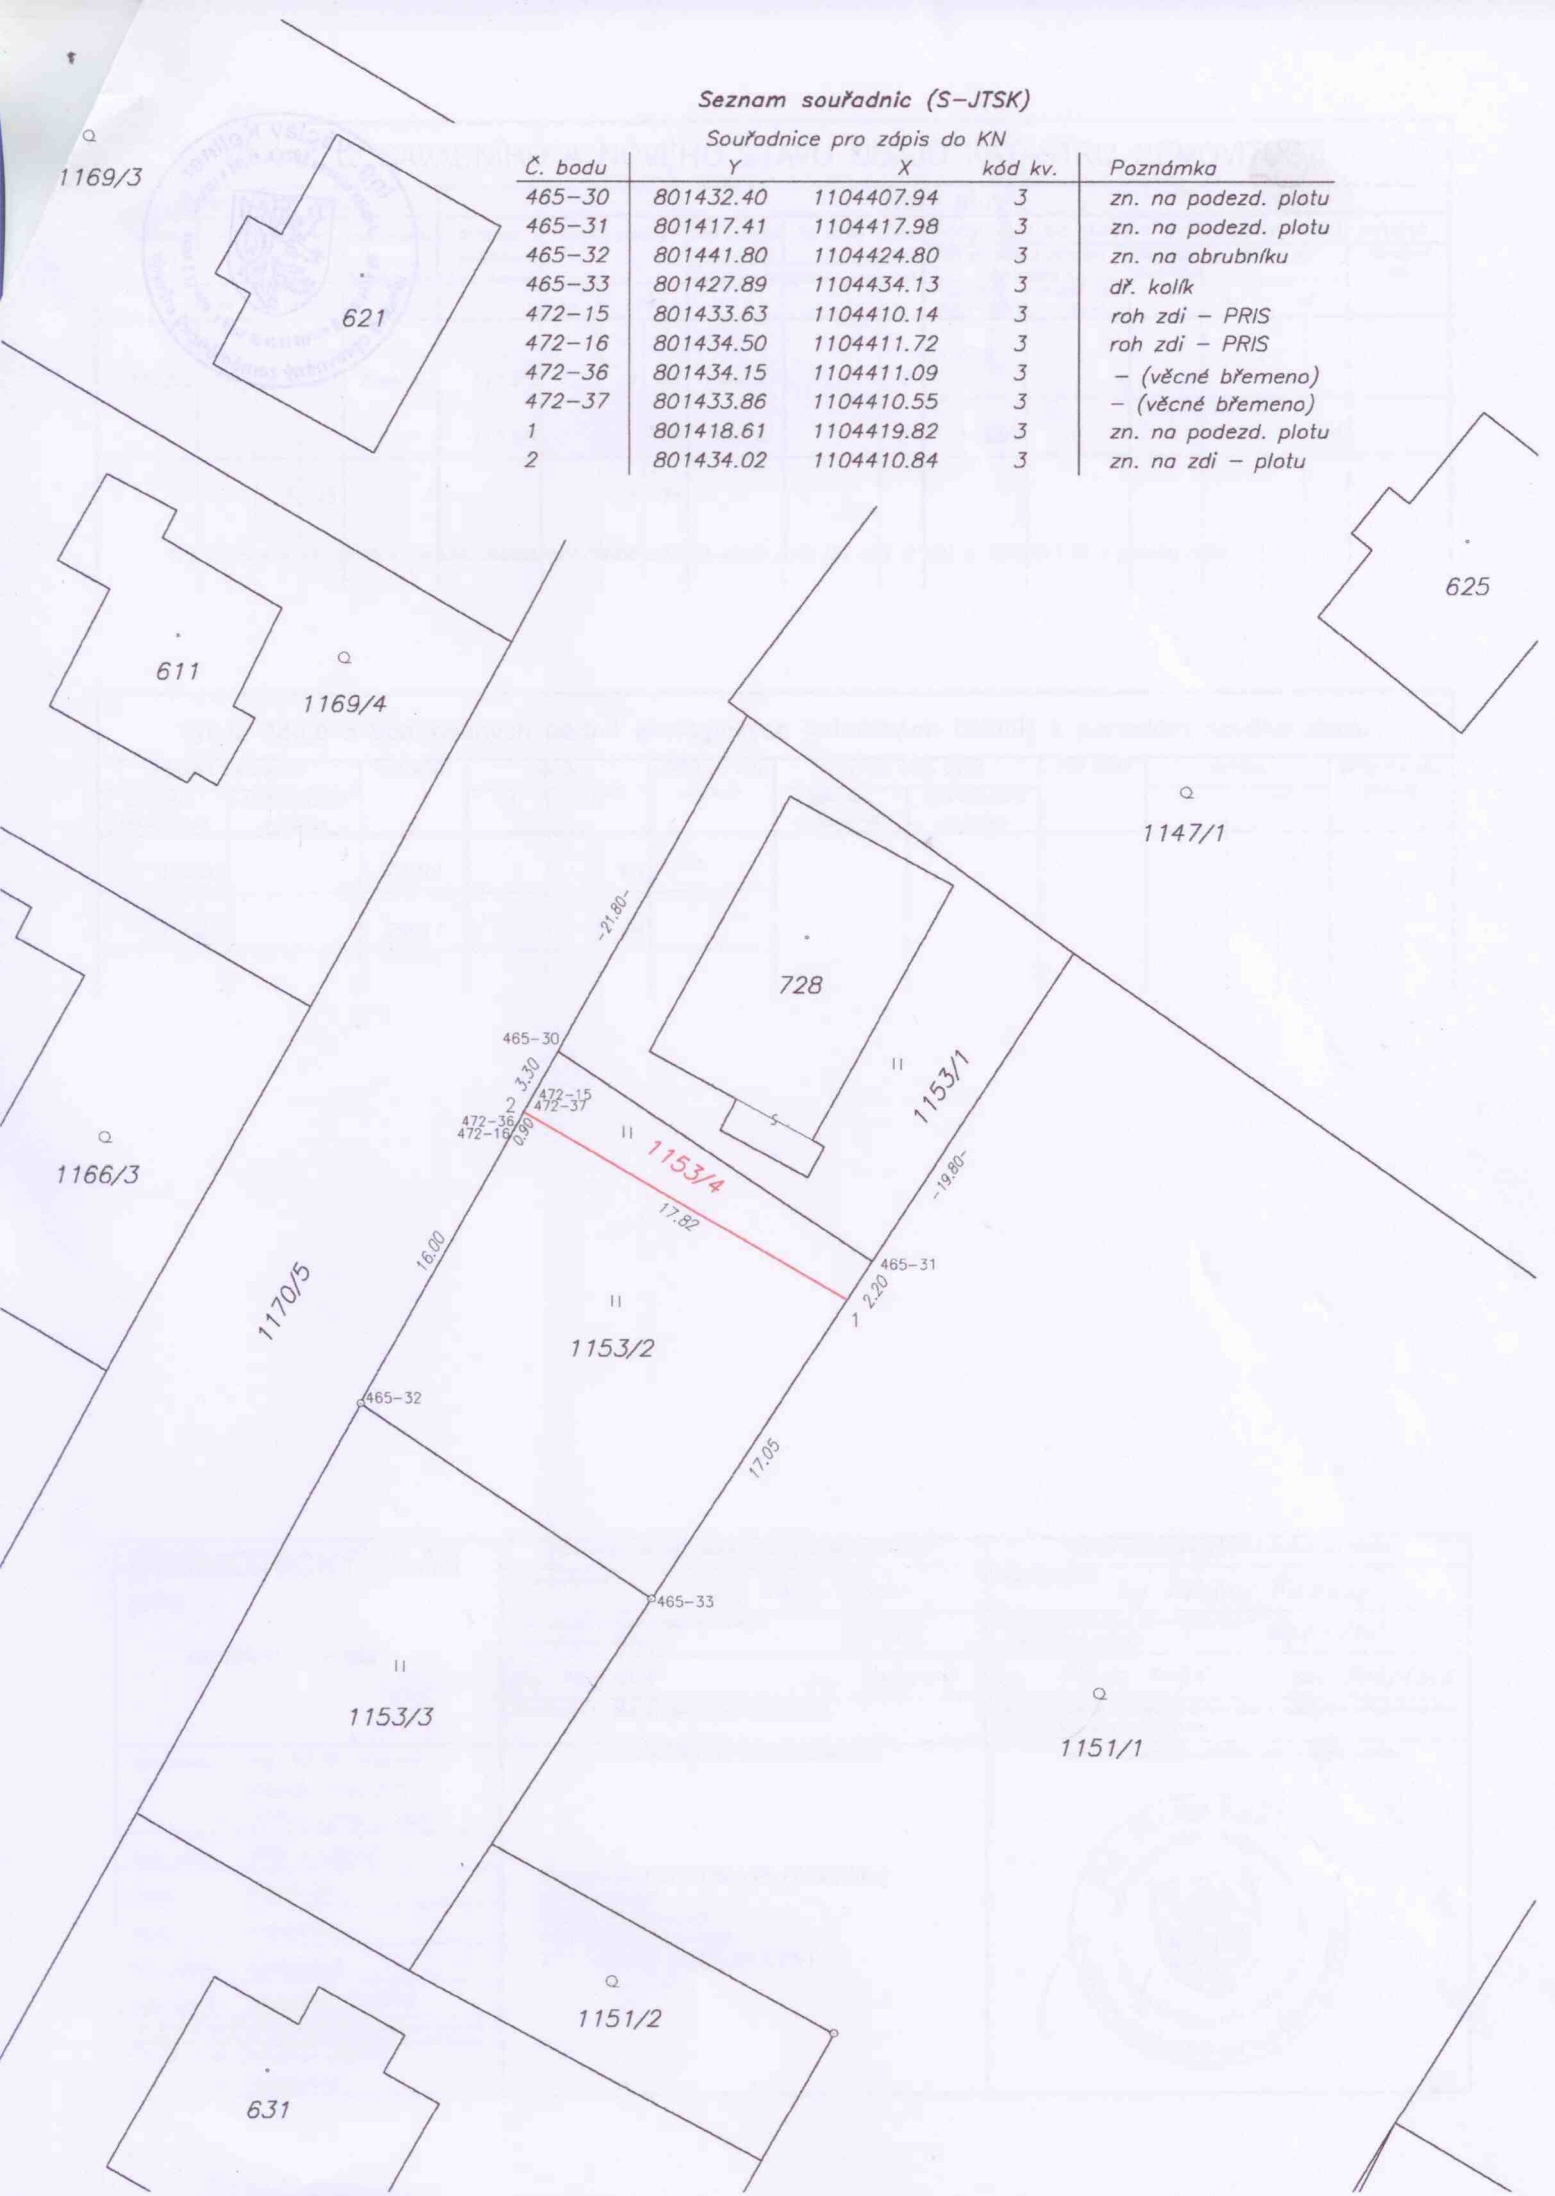 Seznam souřadnic (S-JTSK)
Souřadnice pro zápis do KN
Č. bodu Y X kód kv. Poznámka
465-30 801432.40 1104407.94 3 zn. na podezd. plotu
465-31 801417.41 1104417.98 3 zn. na podezd. plotu
465-32 801441.80 1104424.80 3 zn. na obrubníku
465-33 801427.89 1104434.13 3 dř. kolík
472-15 801433.63 1104410.14 3 roh zdi - PRIS
472-16 801434.50 1104411.72 3 roh zdi - PRIS
472-36 801434.15 1104411.09 3 - (věcné břemeno)
472-37 801433.86 1104410.55 3 - (věcné břemeno)
1 801418.61 1104419.82 3 zn. na podezd. plotu
2 801434.02 1104410.84 3 zn. na zdi - plotu
1169/3
621
625
611
1169/4
1147/1
-21.80-
728
465-30
3.30
472-15
2
472-37
472-36
472-16
0.90
1153/1
1153/4
1166/3
-19.80-
17.82
16.00
465-31
2.20
1170/5
1
1153/2
465-32
17.05
465-33
1153/3
1151/1
1151/2
631